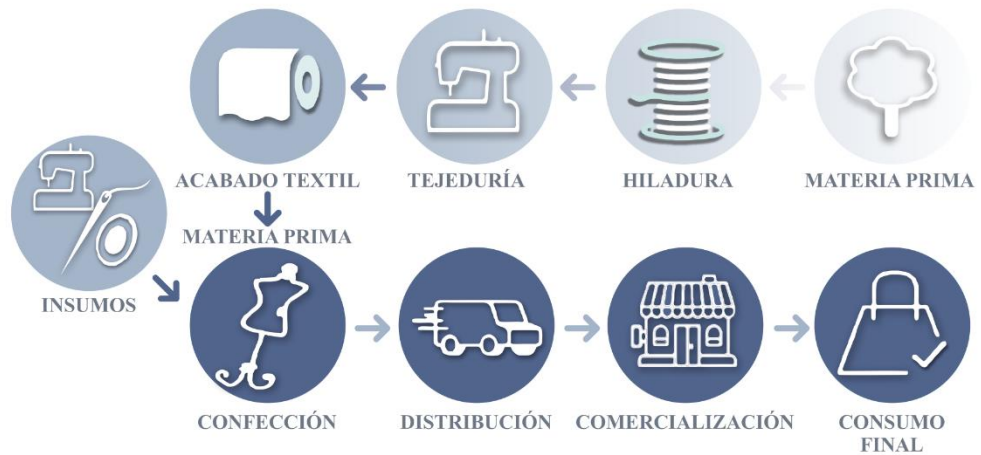 ACABADO TEXTIL
TEJEDURÍA
HILADURA
MATERIA PRIMA
MATERIA PRIMA
INSUMOS
CONFECCIÓN
DISTRIBUCIÓN
COMERCIALIZACIÓN
CONSUMO
FINAL